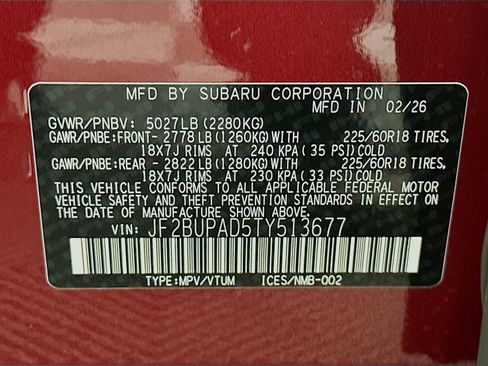 MFD BY SUBARU CORPORATION
MFD IN 02/26
GVWR/PNBV: 5027LB (2280KG)
GAWR/PNBE:FRONT- 2778 LB(1260KG)WITH 225/60R18 TIRES,
18X7J RIMS AT 240 KPA(35 PSI)COLD
GAWR/PNBE:REAR - 2822 LB(1280KG)WITH 225/60R18 TIRES,
18X7J RIMS AT 230 KPA(33 PSI)COLD
THIS VEHICLE CONFORMS TO ALL APPLICABLE FEDERAL MOTOR
VEHICLE SAFETY AND THEFT PREVENTION STANDARDS IN EFFECT ON
THE DATE OF MANUFACTURE SHOWN ABOVE.
VIN: JF2BUPAD5TY513677
TYPE:MPV/VTUM ICES/NMB-002